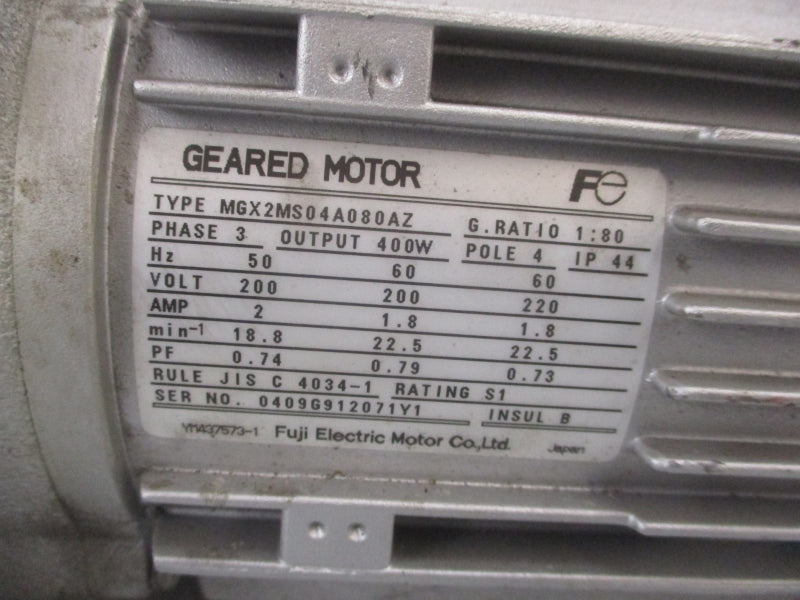 GEARED MOTOR Fe
TYPE MGX2MS04A080AZ G.RATIO 1:80
PHASE 3 OUTPUT 400W POLE 4 IP 44
Hz 50 60 60
VOLT 200 200 220
AMP 2 1.8 1.8
min-1 18.8 22.5 22.5
PF 0.74 0.79 0.73
RULE JIS C 4034-1 RATING S1
SER NO. 0409G912071Y1 INSUL B
YM437573-1 Fuji Electric Motor Co.,Ltd. Japan